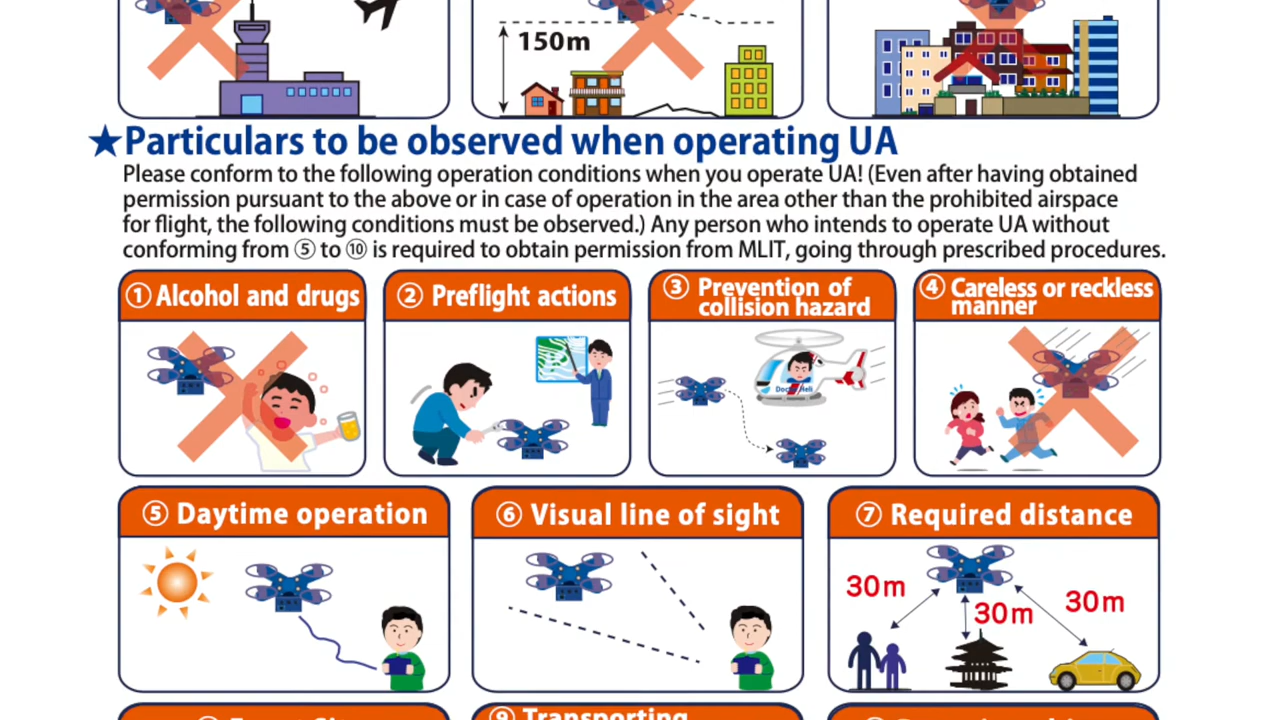 150m
★Particulars to be observed when operating UA
Please conform to the following operation conditions when you operate UA! (Even after having obtained
permission pursuant to the above or in case of operation in the area other than the prohibited airspace
for flight, the following conditions must be observed.) Any person who intends to operate UA without
conforming from ⑤ to ⑩ is required to obtain permission from MLIT, going through prescribed procedures.
① Alcohol and drugs
② Preflight actions
③ Prevention of
collision hazard
④ Careless or reckless
manner
Heli
⑤ Daytime operation
⑥ Visual line of sight
⑦ Required distance
30m
30m
30m
⑨ Transporting